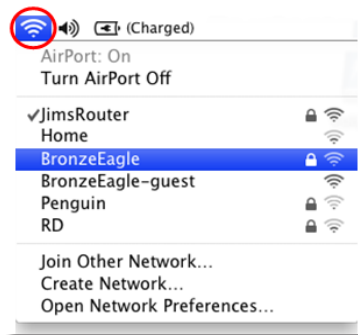 (Charged)
AirPort: On
Turn AirPort Off
✓JimsRouter
Home
BronzeEagle
BronzeEagle-guest
Penguin
RD
Join Other Network...
Create Network...
Open Network Preferences...